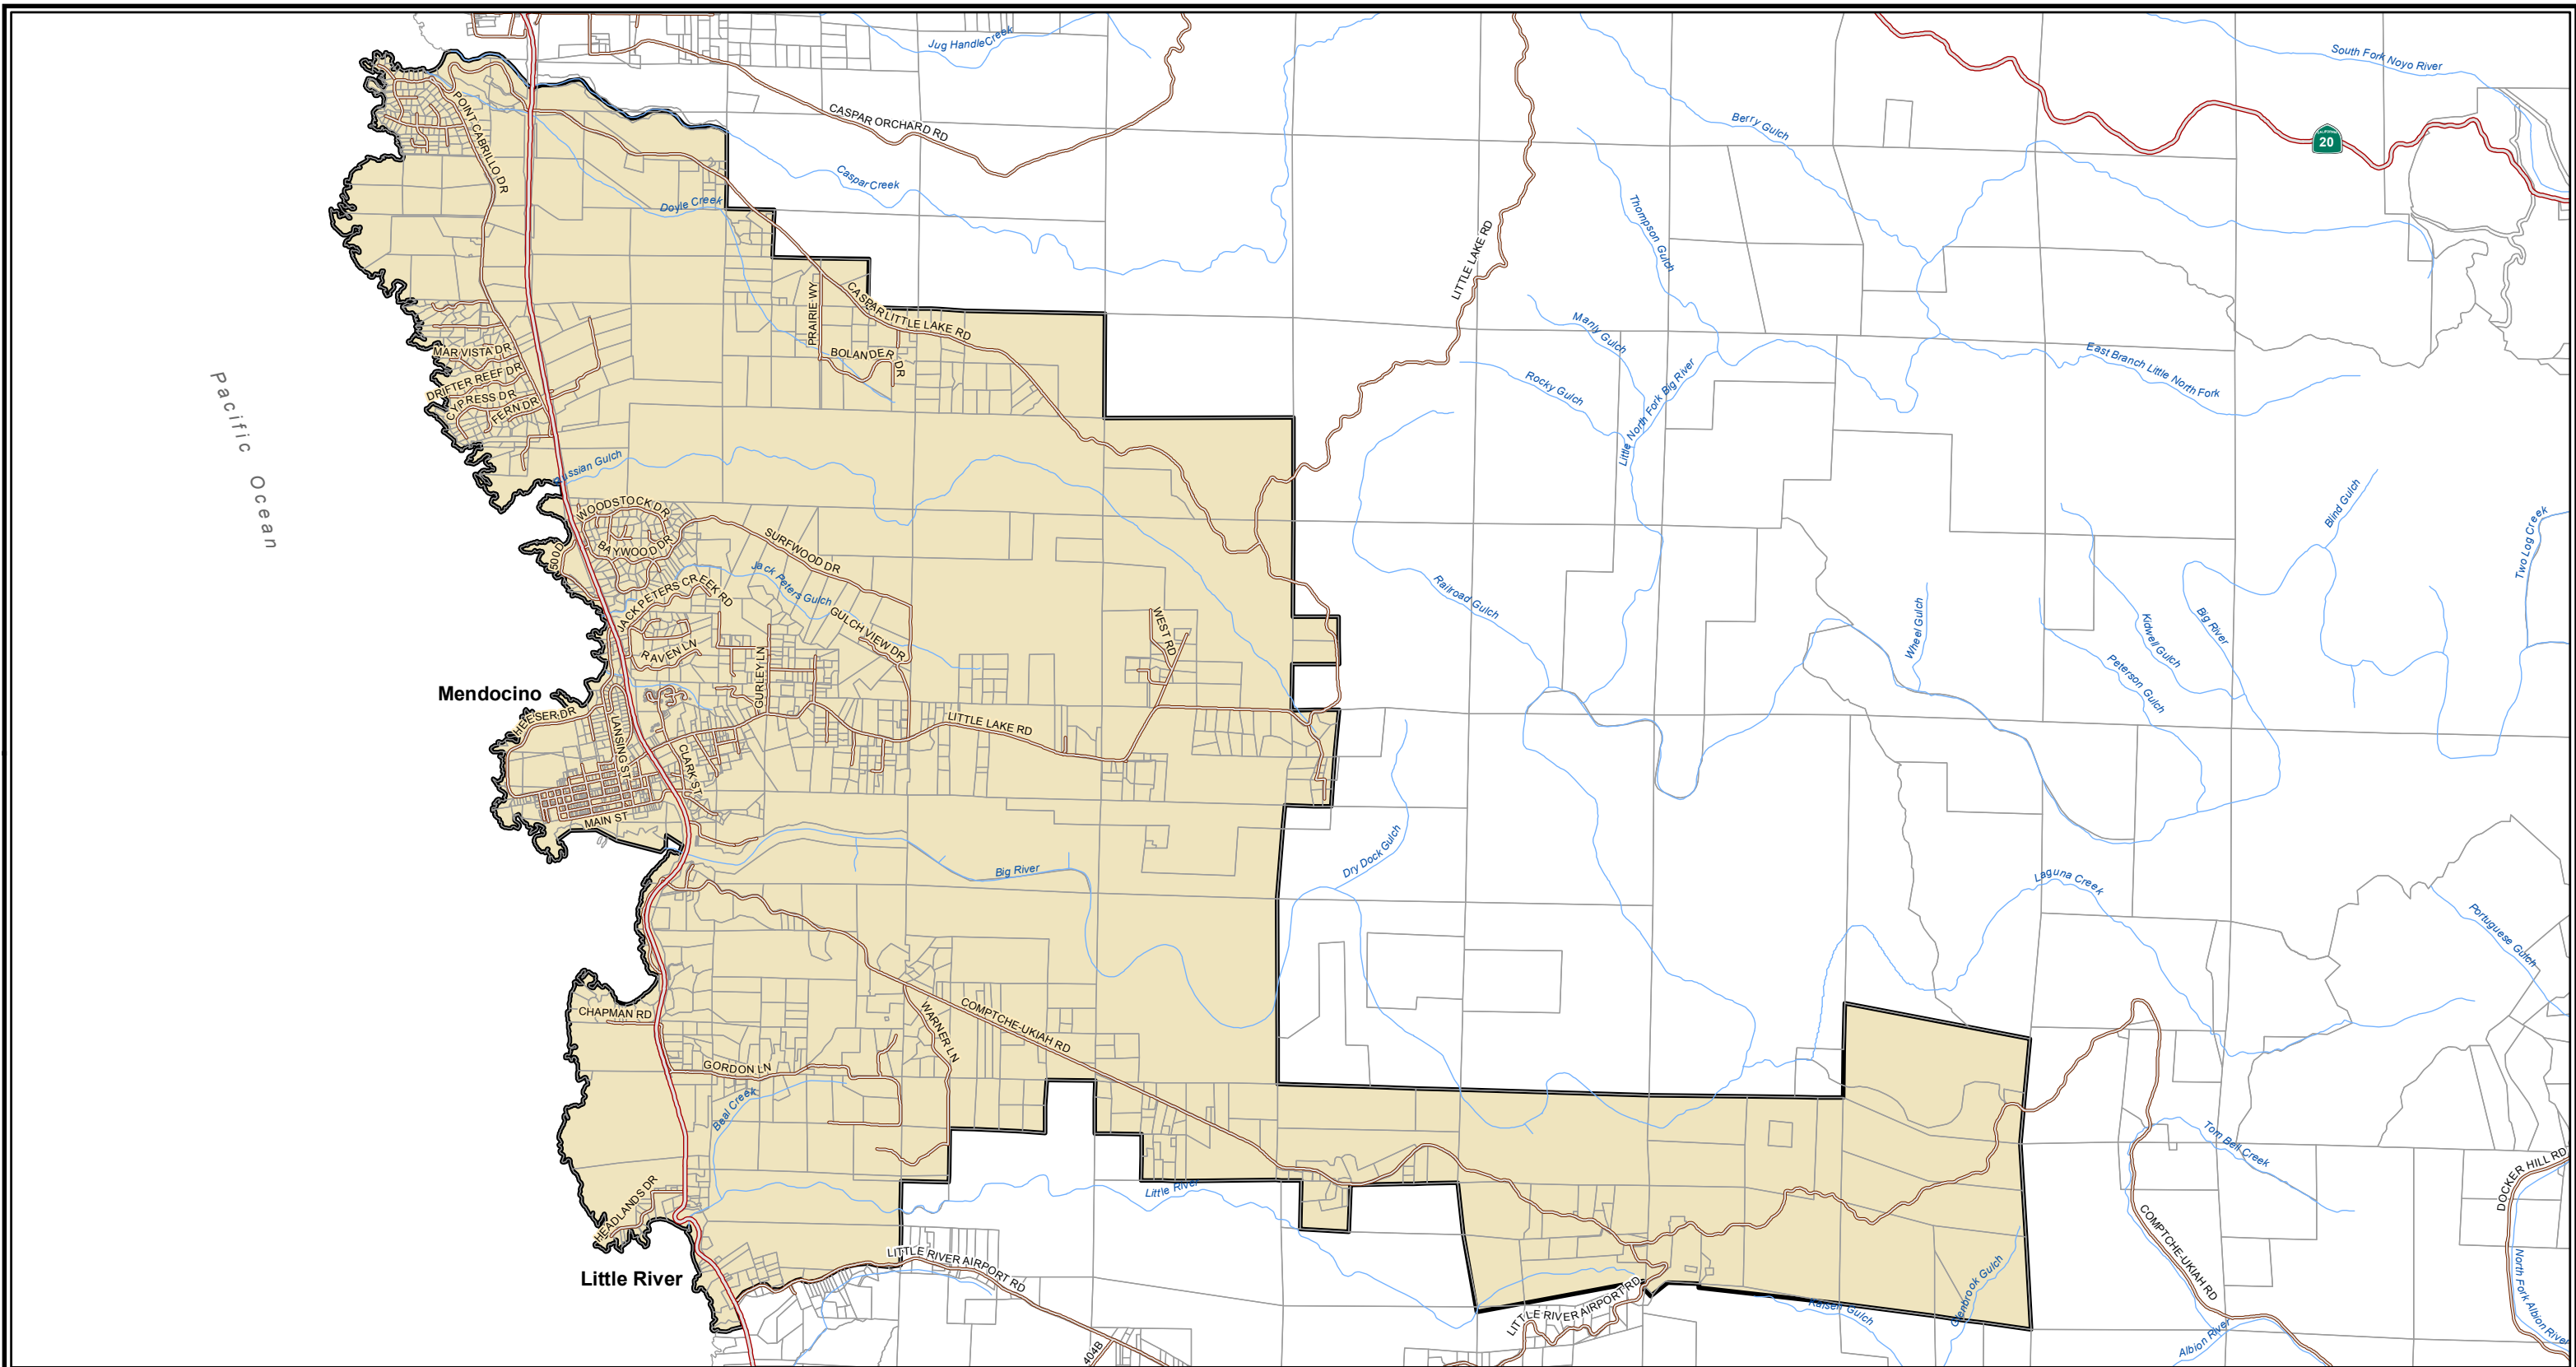 Jug Handle Creek
South Fork Noyo River
POINT CABRILLO DR
CASPAR ORCHARD RD
Berry Gulch
CALIFORNIA
20
Caspar Creek
Doyle Creek
Thompson Gulch
LITTLE LAKE RD
PRAIRIE WY
CASPAR LITTLE LAKE RD
Manly Gulch
BOLANDER DR
MAR VISTA DR
East Branch Little North Fork
DRIFTER REEF DR
Rocky Gulch
CYPRESS DR
FERN DR
Little North Fork Big River
Pacific Ocean
Russian Gulch
Blind Gulch
WOODSTOCK DR
Two Log Creek
BAYWOOD DR
SURFWOOD DR
500D
Jack Peters Gulch
JACK PETERS CREEK RD
Railroad Gulch
GULCH VIEW DR
WEST RD
Wheel Gulch
Kidwell Gulch
Big River
RAVEN LN
GURLEY LN
Peterson Gulch
Mendocino
HEESER DR
LANSING ST
LITTLE LAKE RD
CLARK ST
MAIN ST
Dry Dock Gulch
Big River
Laguna Creek
Portuguese Gulch
CHAPMAN RD
WARNER LN
COMPTCHE-UKIAH RD
GORDON LN
Beal Creek
Tom Bell Creek
DOCKER HILL RD
Little River
HEADLANDS DR
COMPTCHE-UKIAH RD
LITTLE RIVER AIRPORT RD
Little River
LITTLE RIVER AIRPORT RD
Kaisen Gulch
Glenbrook Gulch
North Fork Albion River
Albion River
404B